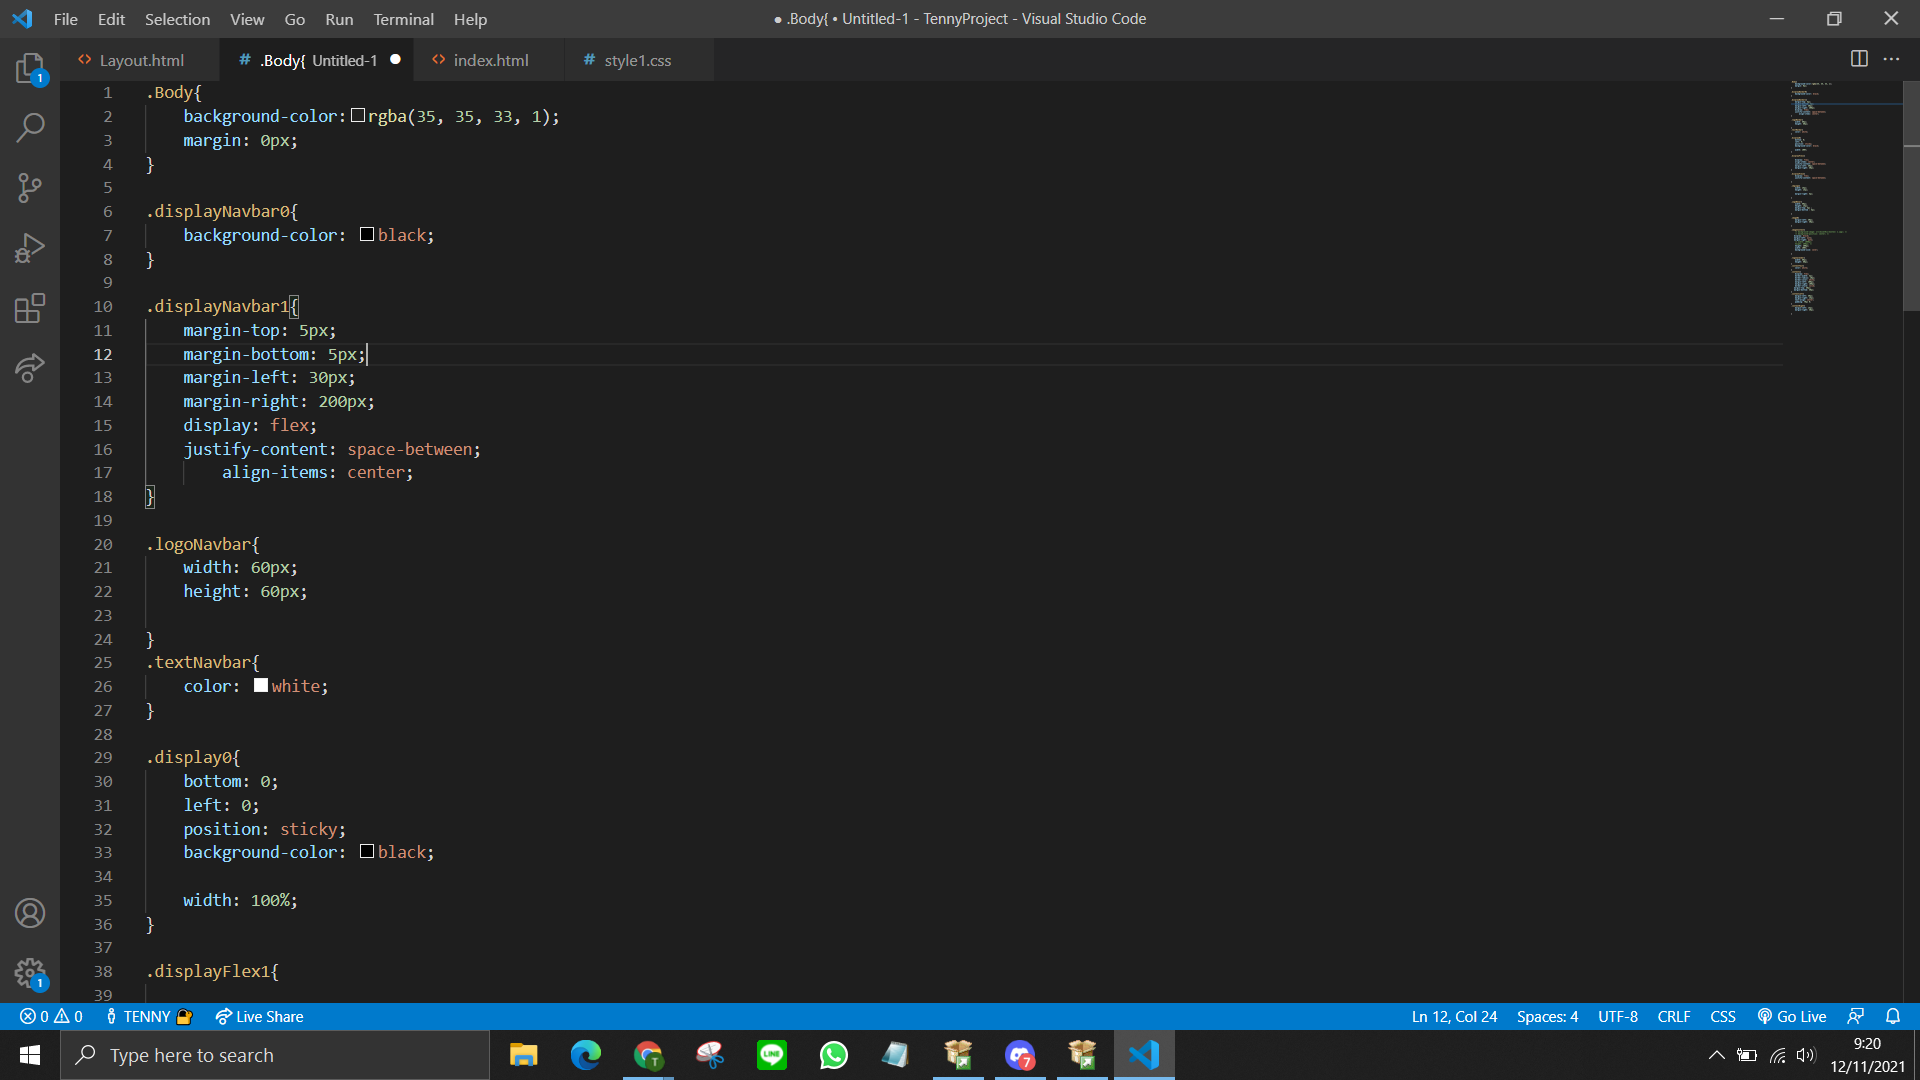 File Edit Selection View Go Run Terminal Help
● .Body{ • Untitled-1 - TennyProject - Visual Studio Code
Layout.html
# .Body{ Untitled-1 ●
index.html
# style1.css
1 .Body{
2 background-color: rgba(35, 35, 33, 1);
3 margin: 0px;
4 }
5
6 .displayNavbar0{
7 background-color: black;
8 }
9
10 .displayNavbar1{
11 margin-top: 5px;
12 margin-bottom: 5px;
13 margin-left: 30px;
14 margin-right: 200px;
15 display: flex;
16 justify-content: space-between;
17 align-items: center;
18 }
19
20 .logoNavbar{
21 width: 60px;
22 height: 60px;
23
24 }
25 .textNavbar{
26 color: white;
27 }
28
29 .display0{
30 bottom: 0;
31 left: 0;
32 position: sticky;
33 background-color: black;
34
35 width: 100%;
36 }
37
38 .displayFlex1{
39
1
1
0 0 TENNY Live Share
Ln 12, Col 24 Spaces: 4 UTF-8 CRLF CSS Go Live
Type here to search
T
LINE
7
9:20
12/11/2021